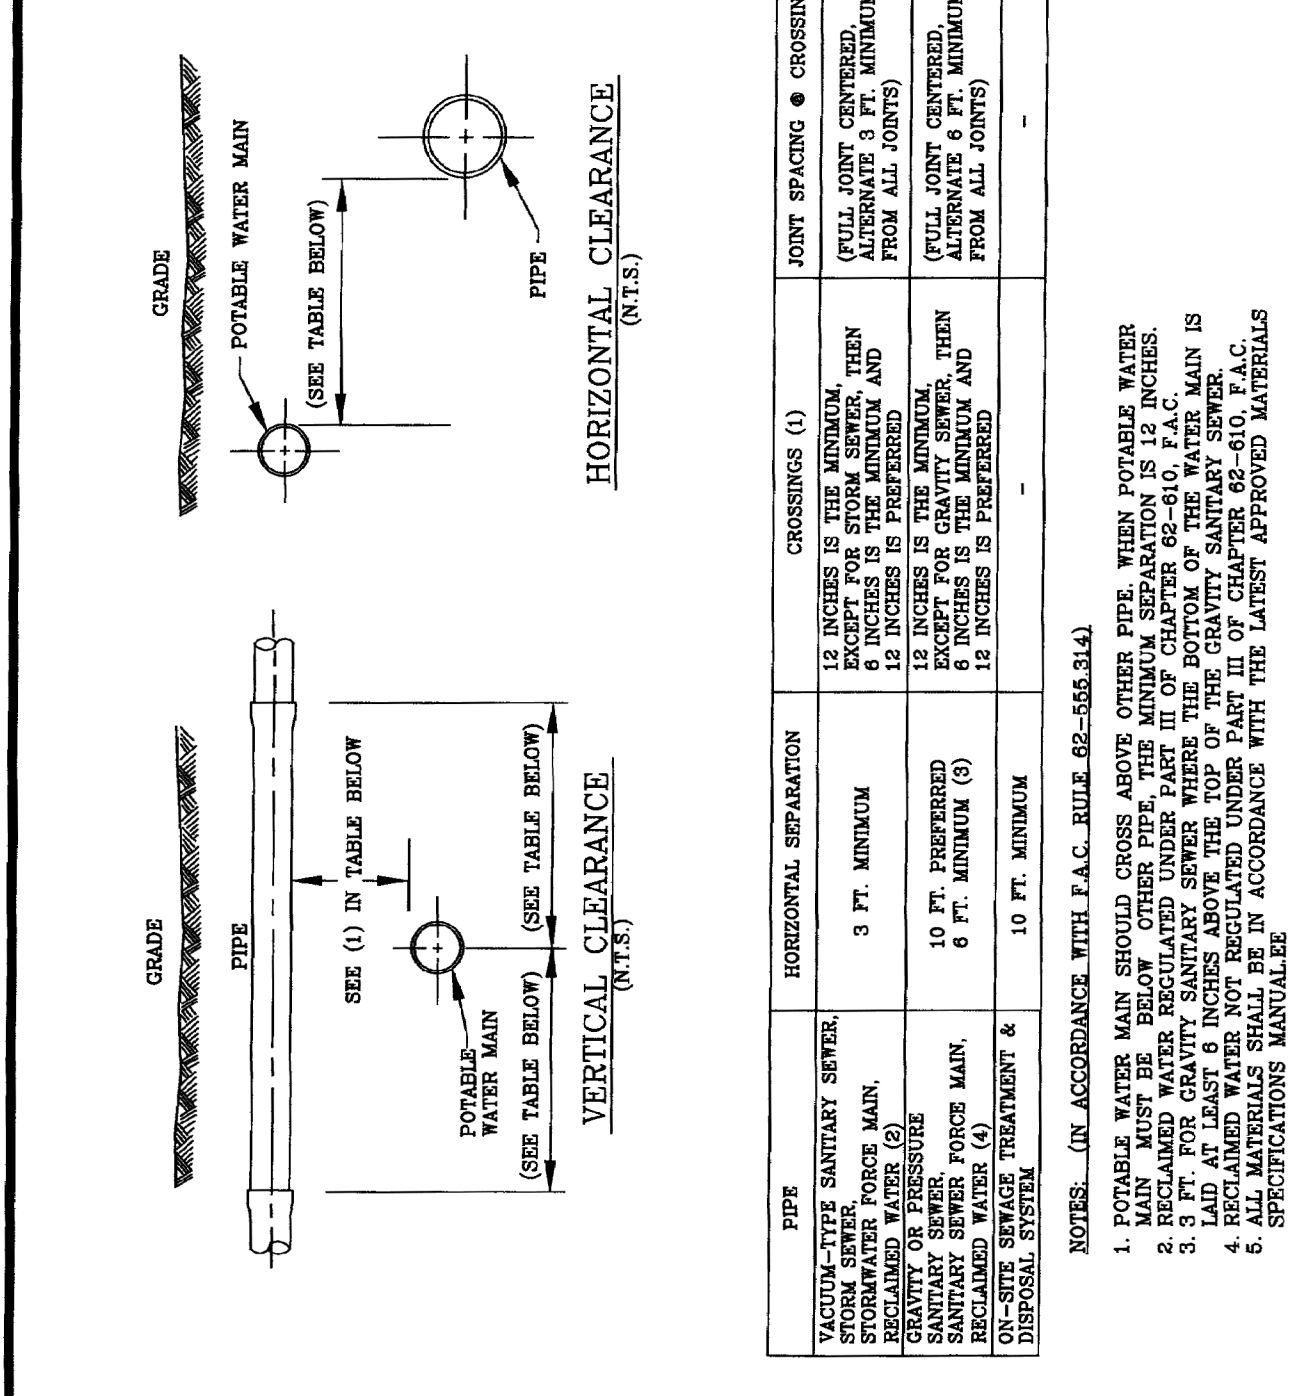 GRADE
PIPE
SEE (1) IN TABLE BELOW
POTABLE
WATER MAIN
(SEE TABLE BELOW)
(SEE TABLE BELOW)
VERTICAL CLEARANCE
(N.T.S.)
GRADE
POTABLE WATER MAIN
(SEE TABLE BELOW)
PIPE
HORIZONTAL CLEARANCE
(N.T.S.)
PIPE
HORIZONTAL SEPARATION
CROSSINGS (1)
JOINT SPACING @
VACUUM-TYPE SANITARY SEWER,
STORM SEWER,
STORMWATER FORCE MAIN,
RECLAIMED WATER (2)
3 FT. MINIMUM
12 INCHES IS THE MINIMUM,
EXCEPT FOR STORM SEWER, THEN
6 INCHES IS THE MINIMUM AND
12 INCHES IS PREFERRED
(FULL JOINT CENTERED,
ALTERNATE 3 FT. MINIMUM
FROM ALL JOINTS)
GRAVITY OR PRESSURE
SANITARY SEWER,
SANITARY SEWER FORCE MAIN,
RECLAIMED WATER (4)
10 FT. PREFERRED
6 FT. MINIMUM (3)
12 INCHES IS THE MINIMUM,
EXCEPT FOR GRAVITY SEWER, THEN
6 INCHES IS THE MINIMUM AND
12 INCHES IS PREFERRED
(FULL JOINT CENTERED,
ALTERNATE 6 FT. MINIMUM
FROM ALL JOINTS)
ON-SITE SEWAGE TREATMENT &
DISPOSAL SYSTEM
10 FT. MINIMUM
-
-
NOTES: (IN ACCORDANCE WITH F.A.C. RULE 62-555.314)
1. POTABLE WATER MAIN SHOULD CROSS ABOVE OTHER PIPE. WHEN POTABLE WATER
MAIN MUST BE BELOW OTHER PIPE, THE MINIMUM SEPARATION IS 12 INCHES.
2. RECLAIMED WATER REGULATED UNDER PART III OF CHAPTER 62-610, F.A.C.
3. 3 FT. FOR GRAVITY SANITARY SEWER WHERE THE BOTTOM OF THE WATER MAIN IS
LAID AT LEAST 6 INCHES ABOVE THE TOP OF THE GRAVITY SANITARY SEWER.
4. RECLAIMED WATER NOT REGULATED UNDER PART III OF CHAPTER 62-610, F.A.C.
5. ALL MATERIALS SHALL BE IN ACCORDANCE WITH THE LATEST APPROVED MATERIALS
SPECIFICATIONS MANUAL.EE